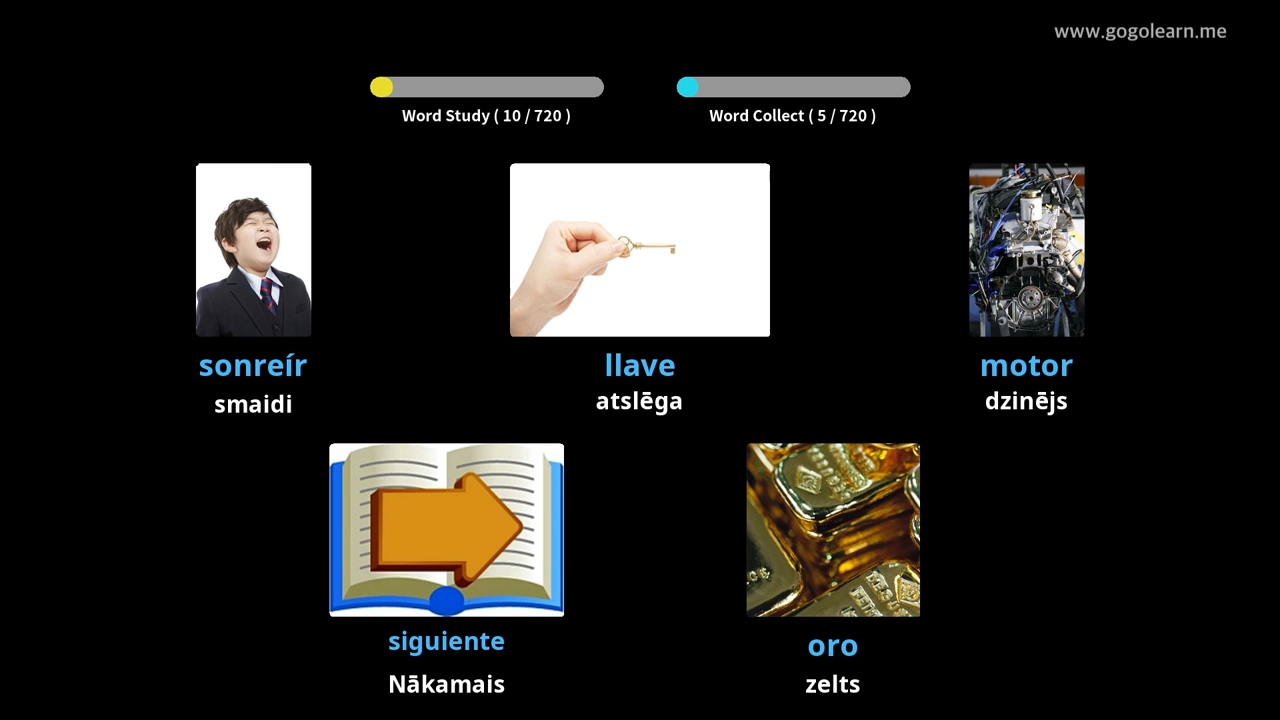 www.gogolearn.me
Word Study ( 10 / 720 )
Word Collect ( 5 / 720 )
sonreír
llave
motor
smaidi
atslēga
dzinējs
siguiente
oro
Nākamais
zelts